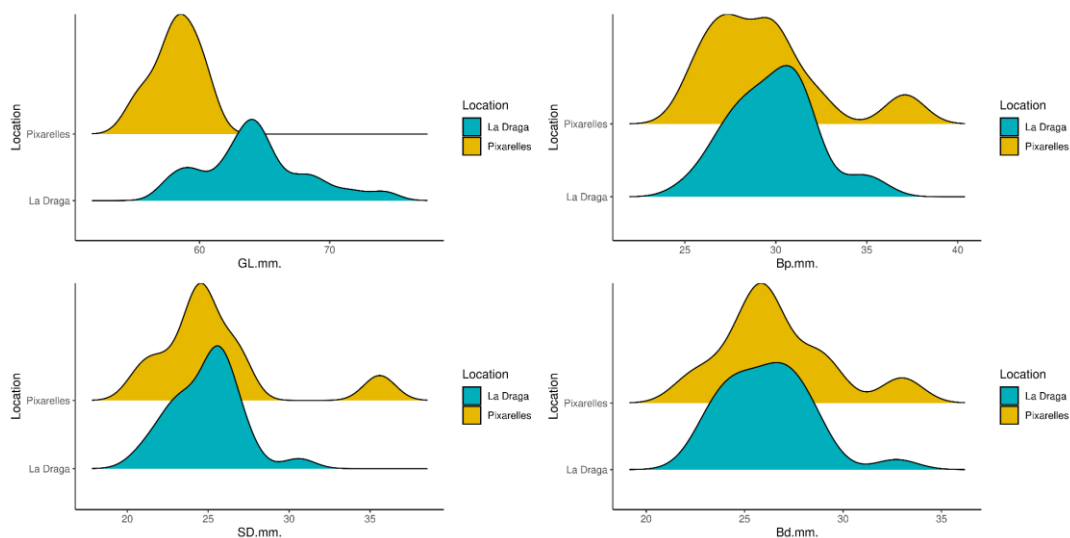 Location
Pixarelles
La Draga
60
70
GL.mm.
Location
La Draga
Pixarelles
Location
Pixarelles
La Draga
25
30
35
40
Bp.mm.
Location
La Draga
Pixarelles
Location
Pixarelles
La Draga
20
25
30
35
SD.mm.
Location
La Draga
Pixarelles
Location
Pixarelles
La Draga
20
25
30
35
Bd.mm.
Location
La Draga
Pixarelles